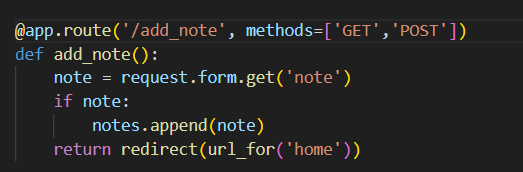 @app.route('/add_note', methods=['GET','POST'])
def add_note():
    note = request.form.get('note')
    if note:
        notes.append(note)
    return redirect(url_for('home'))